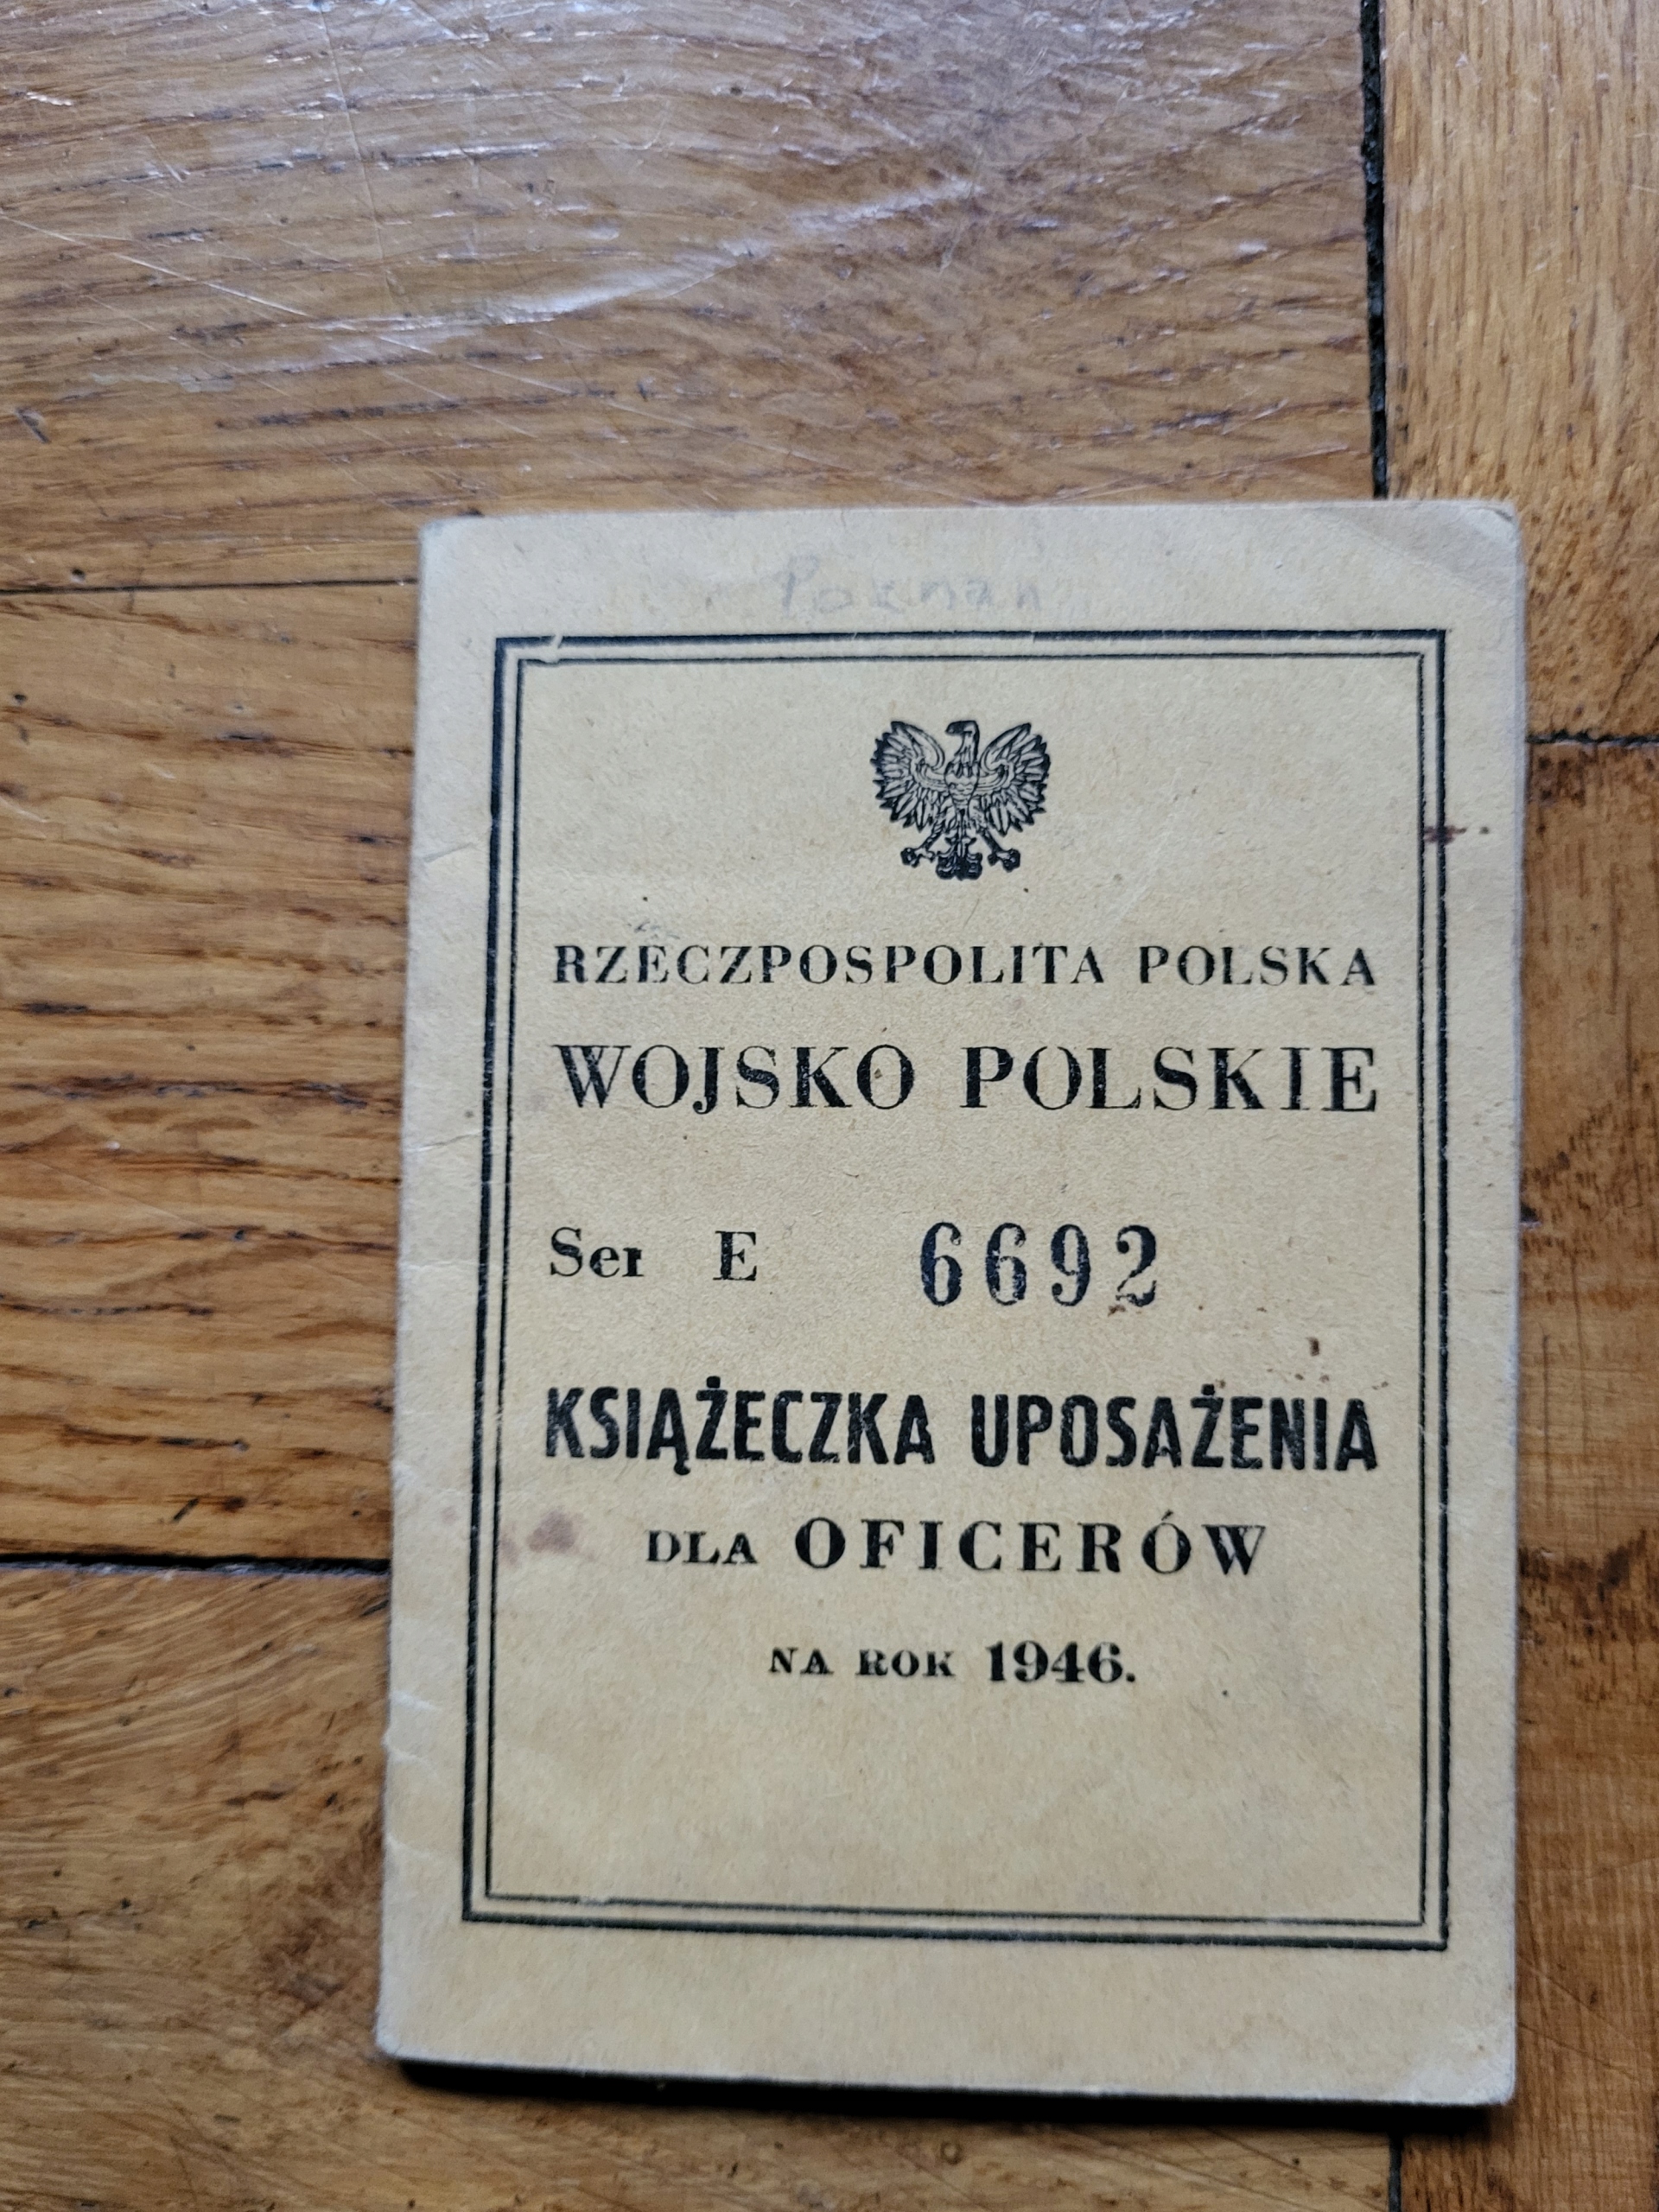 Poznań
RZECZPOSPOLITA POLSKA
WOJSKO POLSKIE
Ser E 6692
KSIĄŻECZKA UPOSAŻENIA
DLA OFICERÓW
NA ROK 1946.